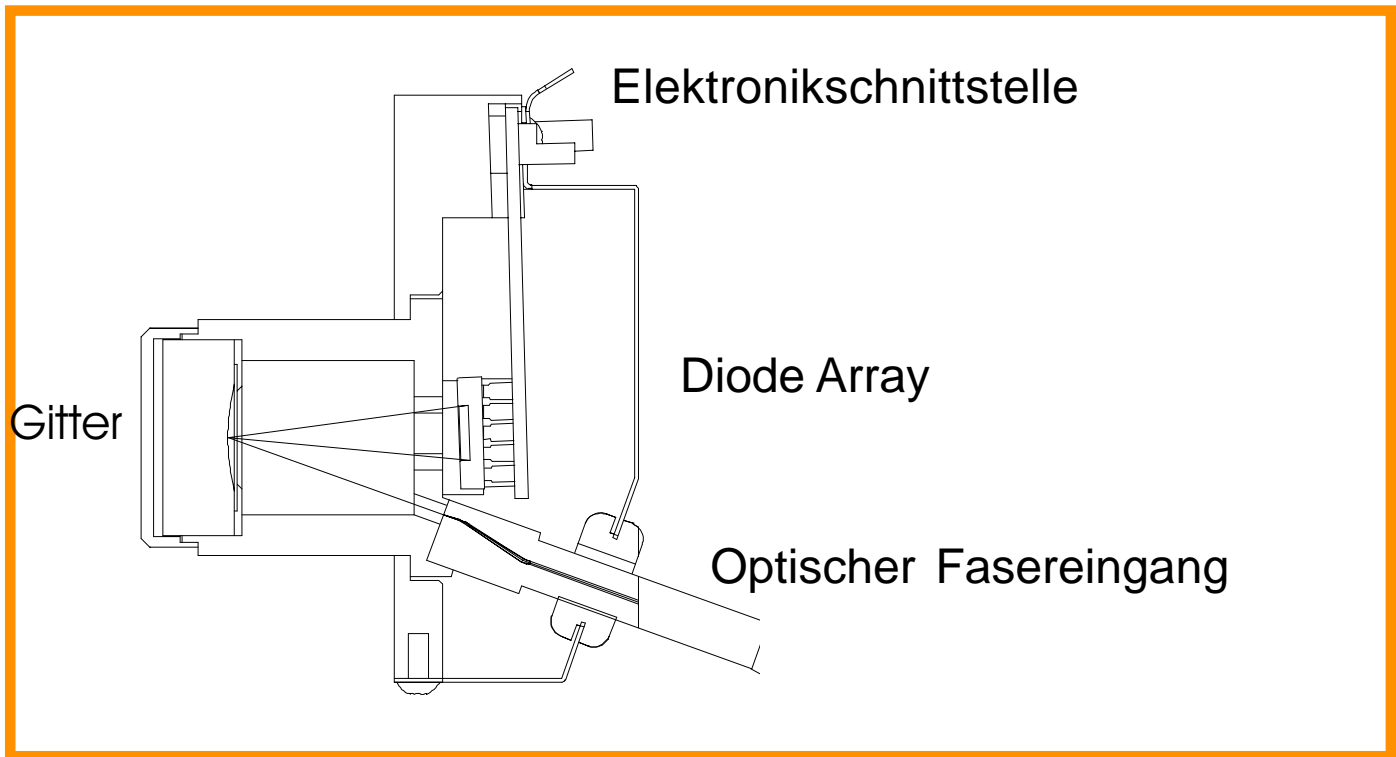 Elektronikschnittstelle
Diode Array
Gitter
Optischer Fasereingang